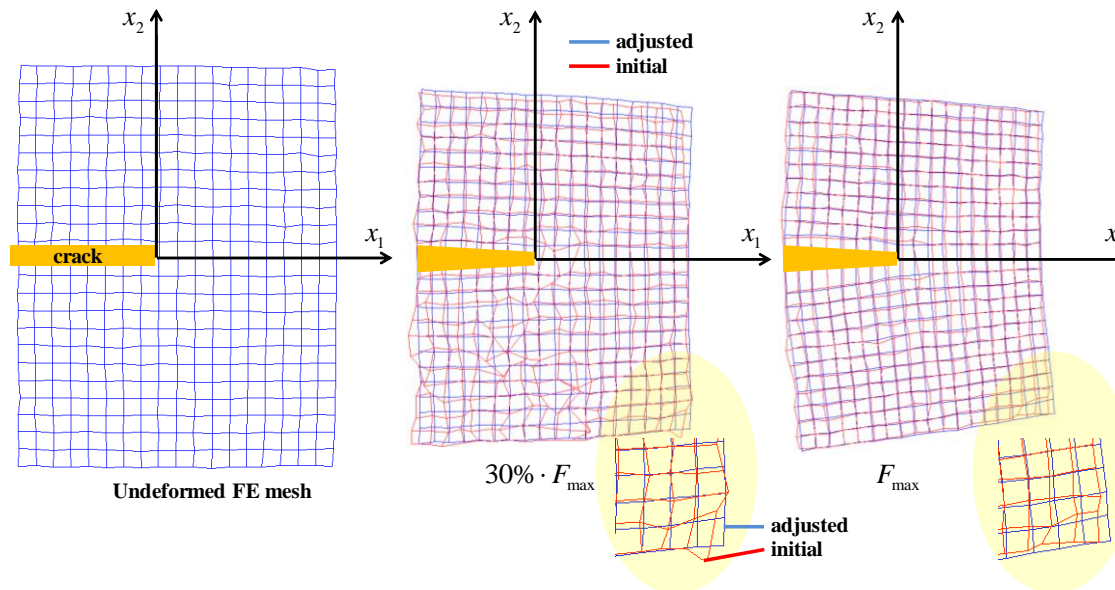 x₂
x₁
crack
Undeformed FE mesh
x₂
adjusted
initial
x₁
30% · Fmax
adjusted
initial
x₂
x
Fmax